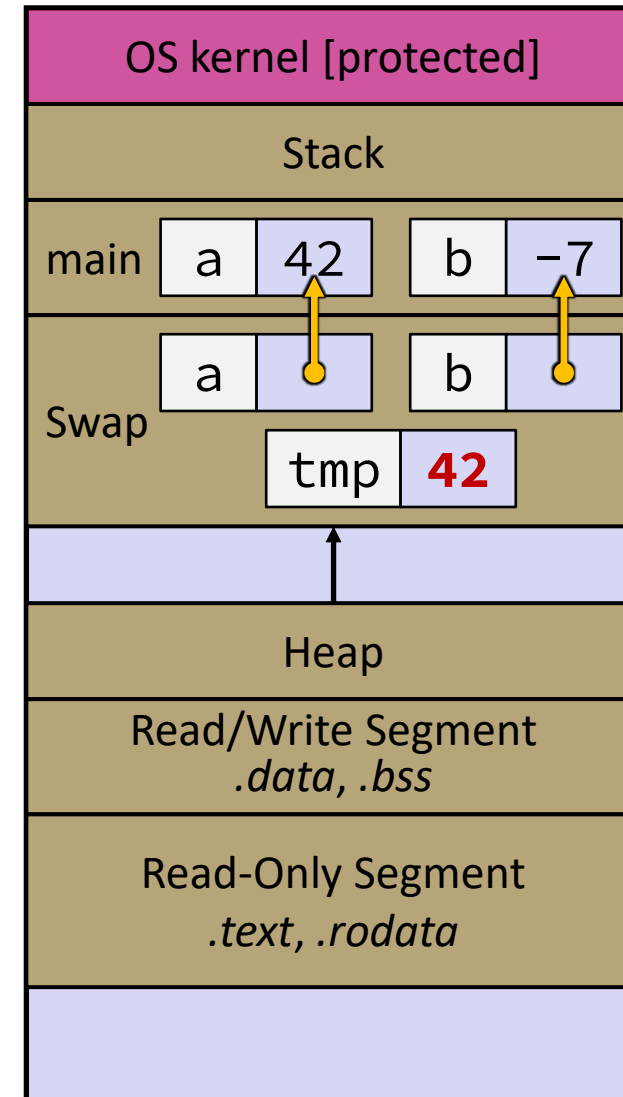 OS kernel [protected]
Stack
main a 42 b -7
a b
Swap
tmp 42
Heap
Read/Write Segment
.data, .bss
Read-Only Segment
.text, .rodata